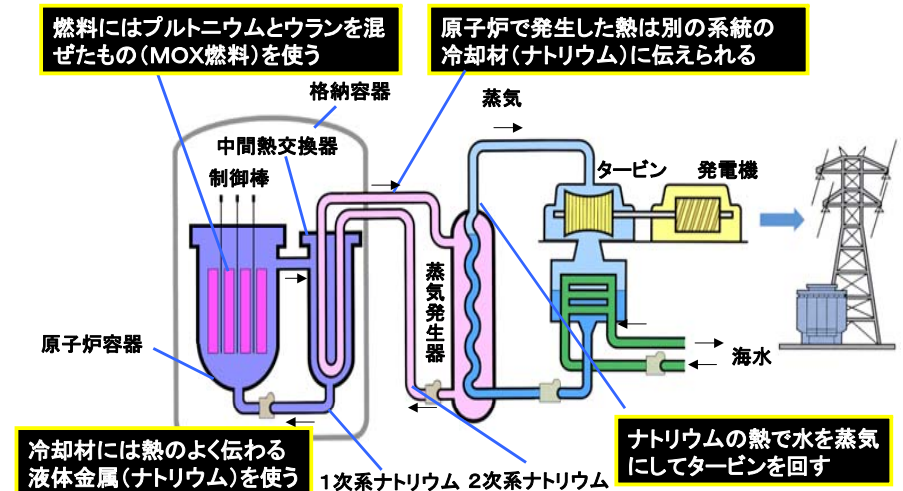 燃料にはプルトニウムとウランを混
ぜたもの(MOX燃料)を使う
原子炉で発生した熱は別の系統の
冷却材(ナトリウム)に伝えられる
格納容器
蒸気
中間熱交換器
制御棒
タービン
発電機
蒸気発生器
原子炉容器
海水
冷却材には熱のよく伝わる
液体金属(ナトリウム)を使う
1次系ナトリウム
2次系ナトリウム
ナトリウムの熱で水を蒸気
にしてタービンを回す